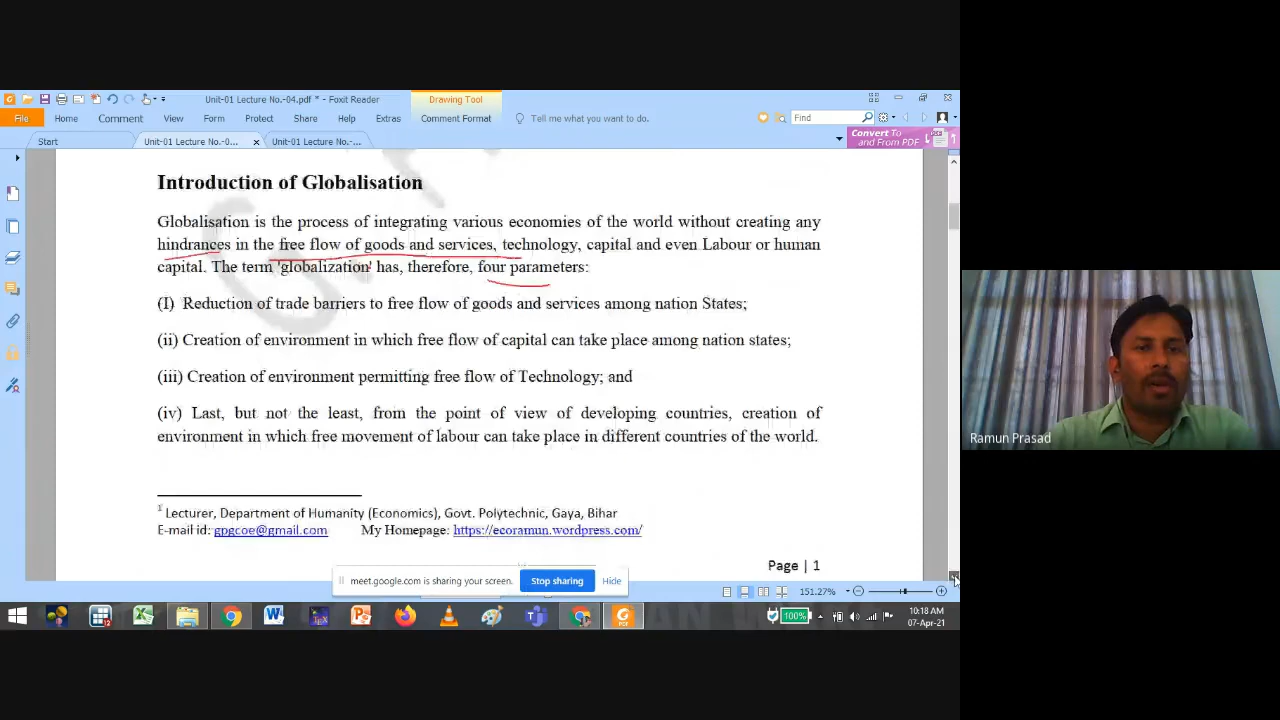 Unit-01 Lecture No.-04.pdf * - Foxit Reader
Drawing Tool
File
Home
Comment
View
Form
Protect
Share
Help
Extras
Comment Format
Tell me what you want to do.
Find
Start
Unit-01 Lecture No.-0...
Unit-01 Lecture No.-...
Convert To
and From PDF
Introduction of Globalisation
Globalisation is the process of integrating various economies of the world without creating any
hindrances in the free flow of goods and services, technology, capital and even Labour or human
capital. The term 'globalization' has, therefore, four parameters:
(I) Reduction of trade barriers to free flow of goods and services among nation States;
(ii) Creation of environment in which free flow of capital can take place among nation states;
(iii) Creation of environment permitting free flow of Technology; and
(iv) Last, but not the least, from the point of view of developing countries, creation of
environment in which free movement of labour can take place in different countries of the world.
1 Lecturer, Department of Humanity (Economics), Govt. Polytechnic, Gaya, Bihar
E-mail id: gpgcoe@gmail.com My Homepage: https://ecoramun.wordpress.com/
Page | 1
meet.google.com is sharing your screen.
Stop sharing
Hide
151.27%
100%
10:18 AM
07-Apr-21
Ramun Prasad